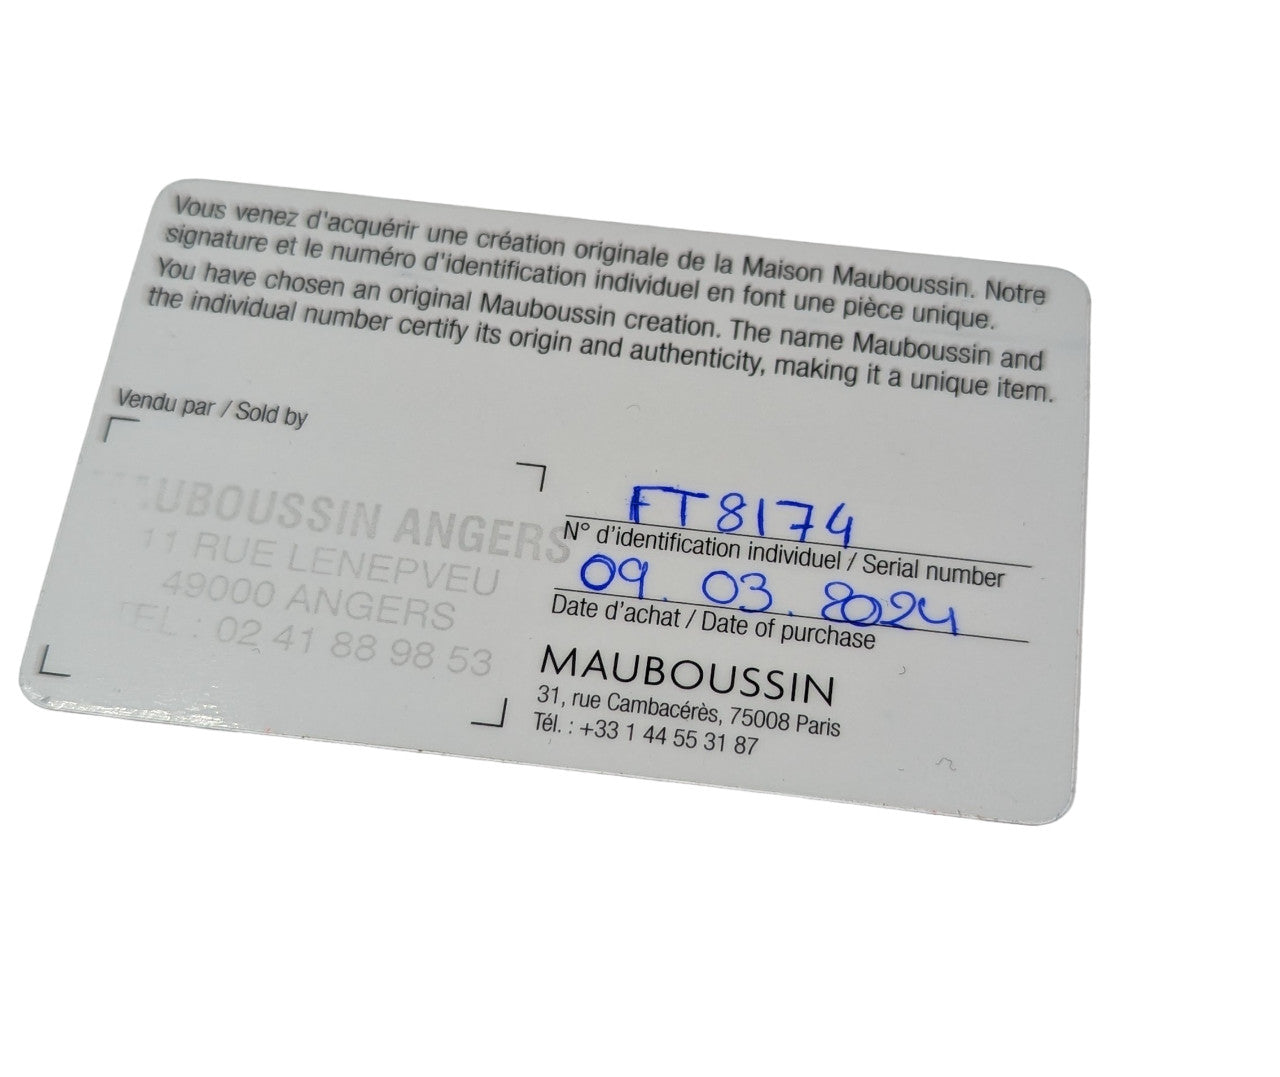 Vous venez d'acquérir une création originale de la Maison Mauboussin. Notre
signature et le numéro d'identification individuel en font une pièce unique.
You have chosen an original Mauboussin creation. The name Mauboussin and
the individual number certify its origin and authenticity, making it a unique item.
Vendu par / Sold by
MAUBOUSSIN ANGERS
11 RUE LENEPVEU
49000 ANGERS
TEL : 02 41 88 98 53
FT8174
N° d'identification individuel / Serial number
09.03.2024
Date d'achat / Date of purchase
MAUBOUSSIN
31, rue Cambacérès, 75008 Paris
Tél. : +33 1 44 55 31 87